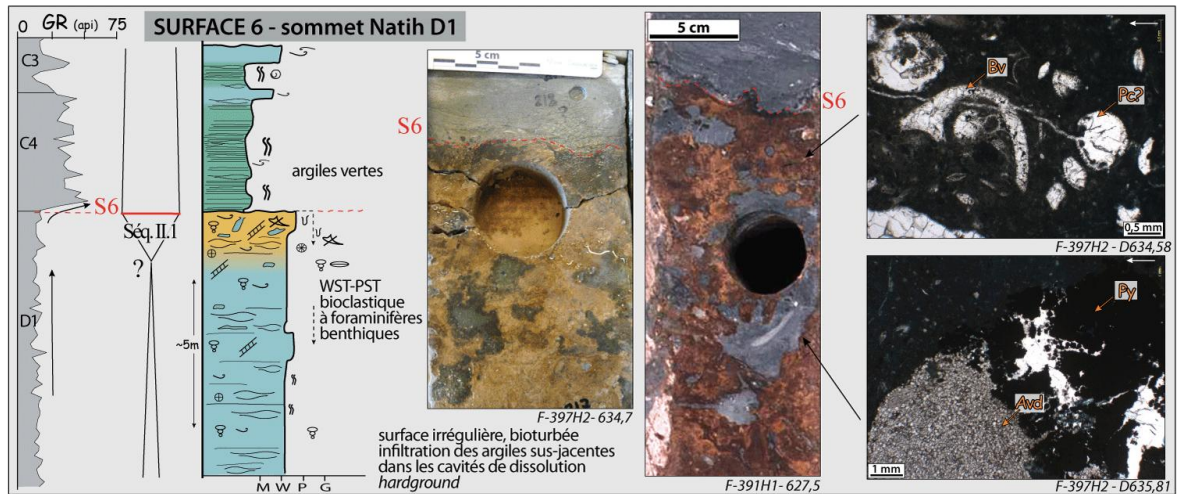 0 GR (api) 75
SURFACE 6 - sommet Natih D1
C3
C4
S6
D1
Séq. II.1
?
~5m
argiles vertes
WST-PST
bioclastique
à foraminifères
benthiques
M W P G
5 cm
S6
F-397H2- 634,7
surface irrégulière, bioturbée
infiltration des argiles sus-jacentes
dans les cavités de dissolution
hardground
5 cm
S6
F-391H1- 627,5
Bv
Pc?
0,5 mm
F-397H2 - D634,58
Py
Avd
1 mm
F-397H2 - D635,81